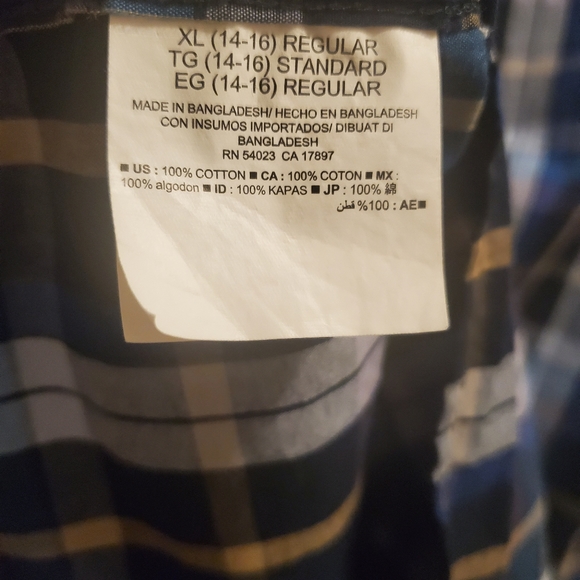 XL (14-16) REGULAR
TG (14-16) STANDARD
EG (14-16) REGULAR
MADE IN BANGLADESH/ HECHO EN BANGLADESH
CON INSUMOS IMPORTADOS/ DIBUAT DI
BANGLADESH
RN 54023 CA 17897
■ US : 100% COTTON ■ CA : 100% COTON ■ MX :
100% algodon ■ ID : 100% KAPAS ■ JP : 100% 綿
■AE : 100% قطن